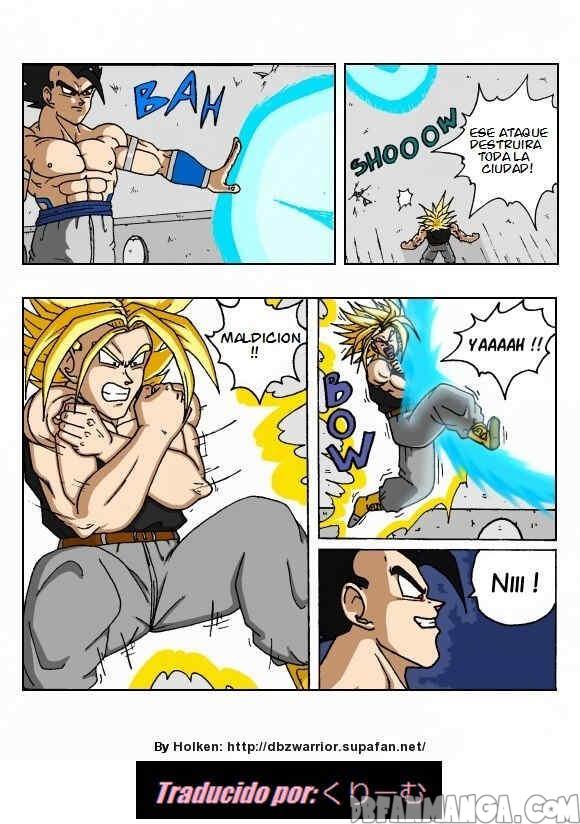 BAH
SHOOOW
ESE ATAQUE
DESTRUIRA
TODA LA
CIUDAD!
MALDICION
!!
YAAAAH !!
BOW
NIII !
By Holken: http://dbzwarrior.supafan.net/
Traducido por: くりーむ
DBFANMANGA.COM